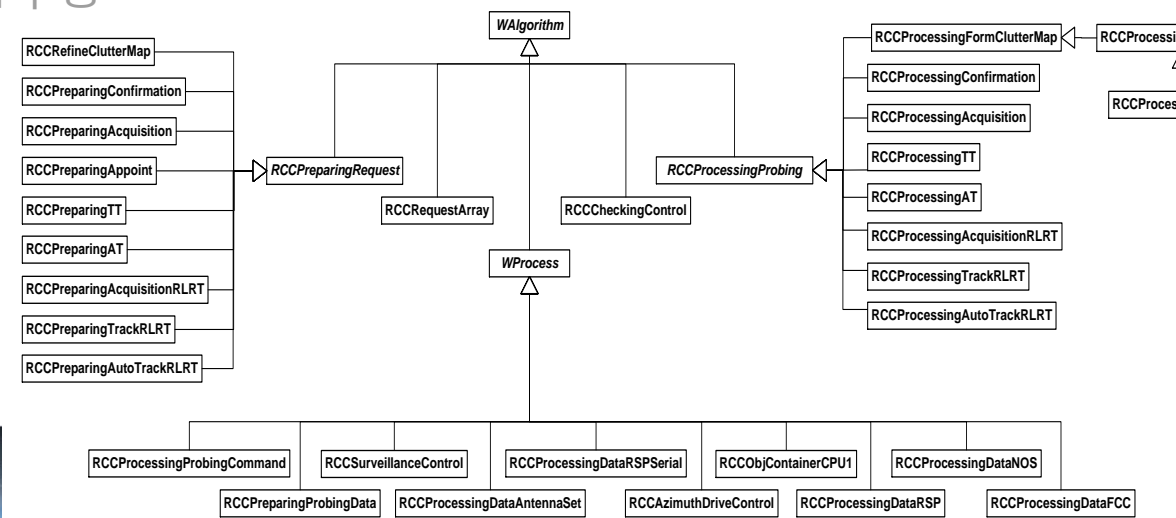 WAlgorithm
RCCRefineClutterMap
RCCPreparingConfirmation
RCCPreparingAcquisition
RCCPreparingAppoint
RCCPreparingTT
RCCPreparingAT
RCCPreparingAcquisitionRLRT
RCCPreparingTrackRLRT
RCCPreparingAutoTrackRLRT
RCCPreparingRequest
RCCRequestArray
RCCCheckingControl
RCCProcessingProbing
WProcess
RCCProcessingFormClutterMap
RCCProcessingConfirmation
RCCProcessingAcquisition
RCCProcessingTT
RCCProcessingAT
RCCProcessingAcquisitionRLRT
RCCProcessingTrackRLRT
RCCProcessingAutoTrackRLRT
RCCProcessingProbingCommand
RCCSurveillanceControl
RCCProcessingDataRSPSerial
RCCObjContainerCPU1
RCCProcessingDataNOS
RCCPreparingProbingData
RCCProcessingDataAntennaSet
RCCAzimuthDriveControl
RCCProcessingDataRSP
RCCProcessingDataFCC